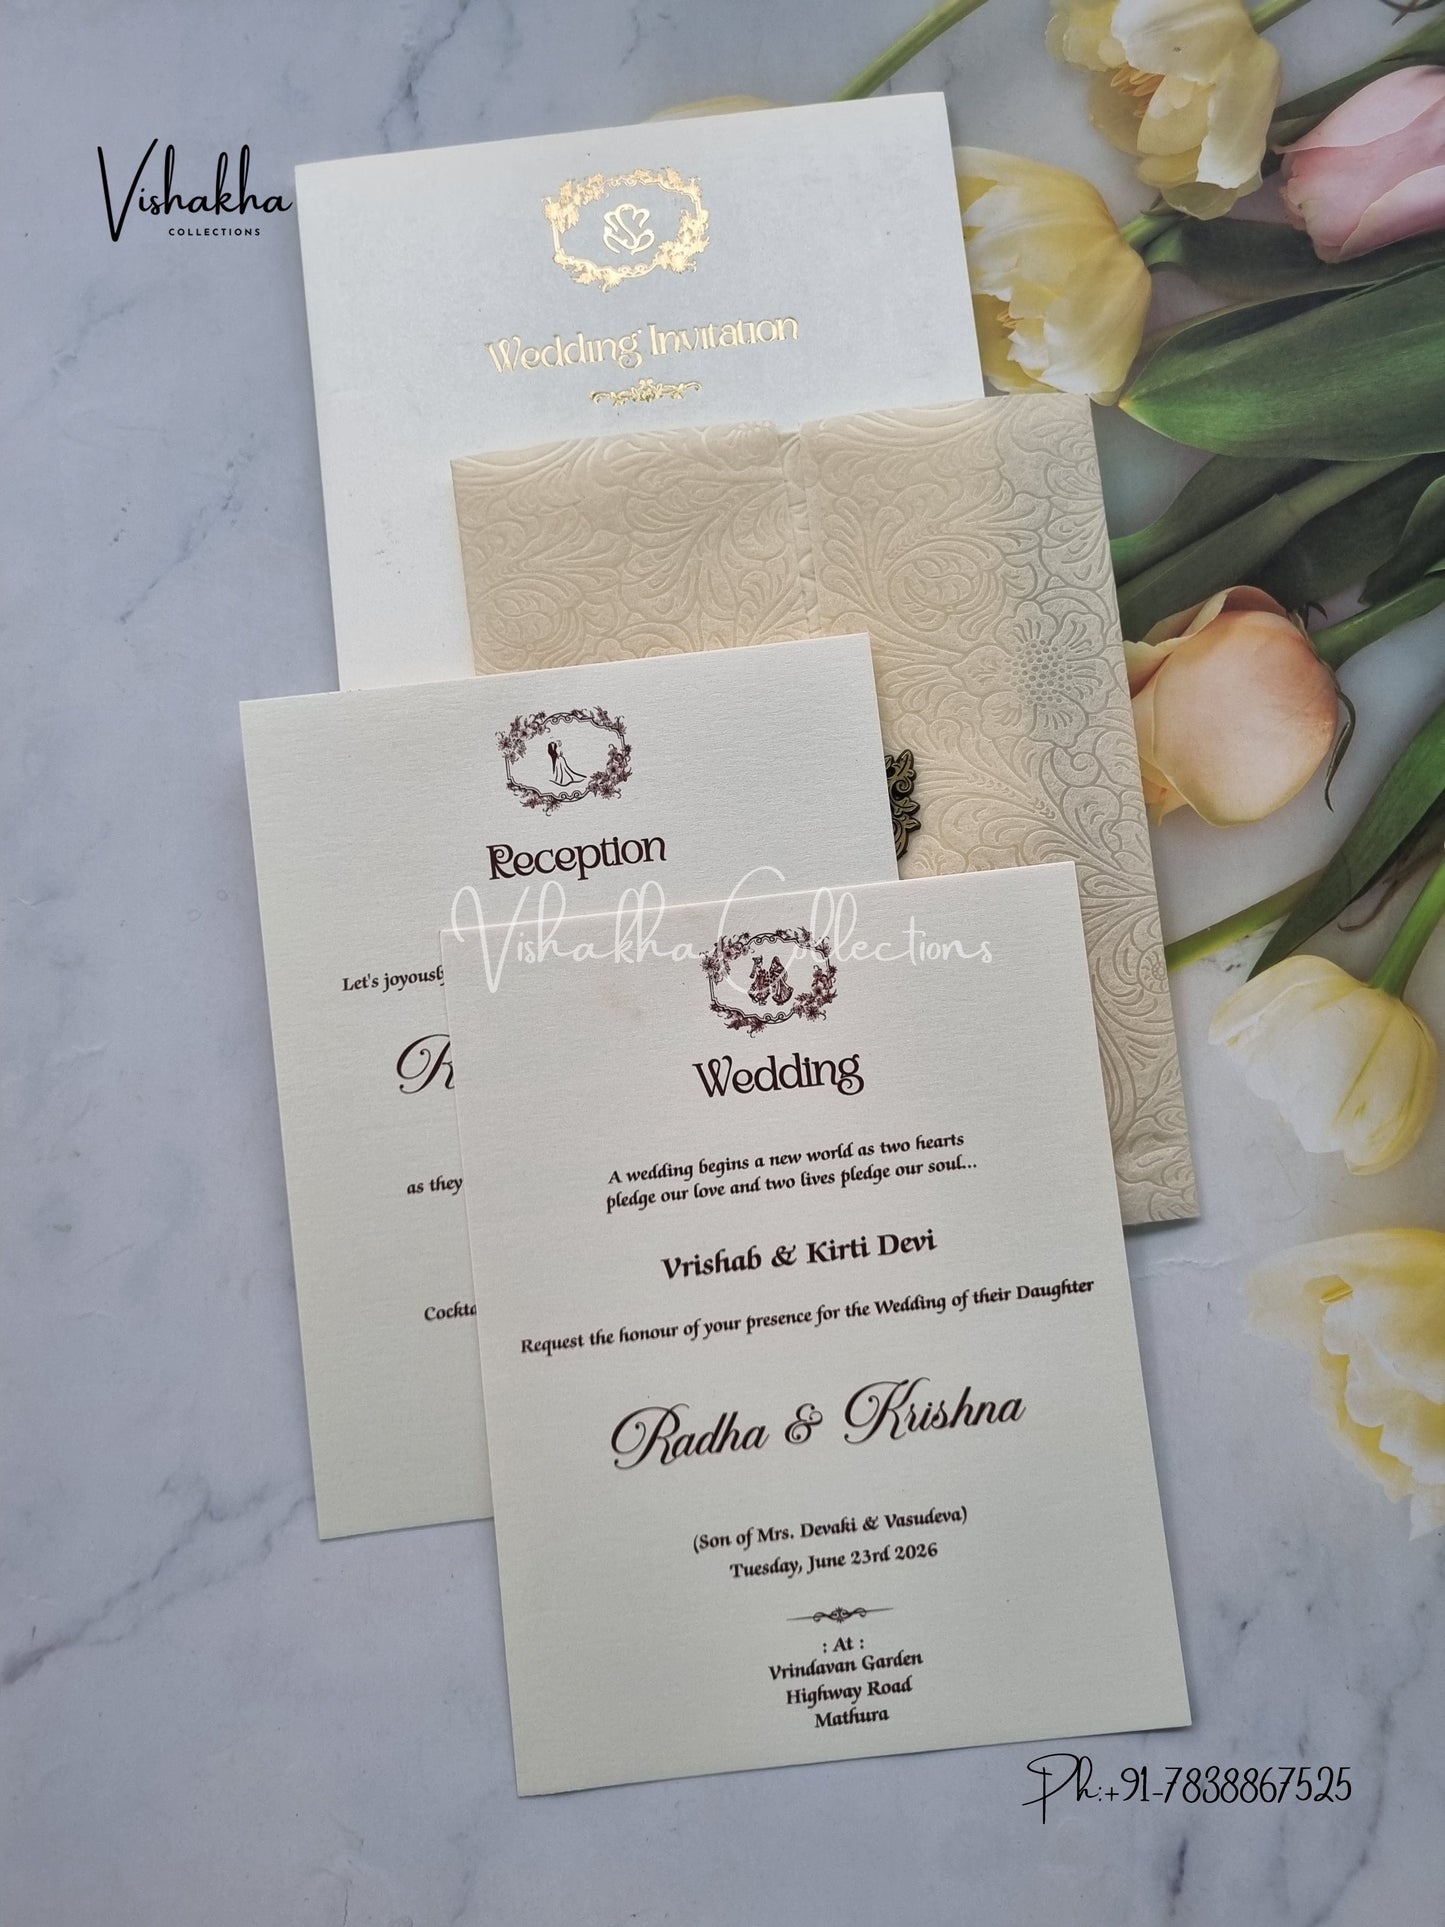 Vishakha
COLLECTIONS
Wedding Invitation
Reception
Vishakha Collections
Let's joyously
as they
Wedding
A wedding begins a new world as two hearts
pledge our love and two lives pledge our soul...
Vrishab & Kirti Devi
Request the honour of your presence for the Wedding of their Daughter
Radha & Krishna
(Son of Mrs. Devaki & Vasudeva)
Tuesday, June 23rd 2026
: At :
Vrindavan Garden
Highway Road
Mathura
Ph:+91-7838867525